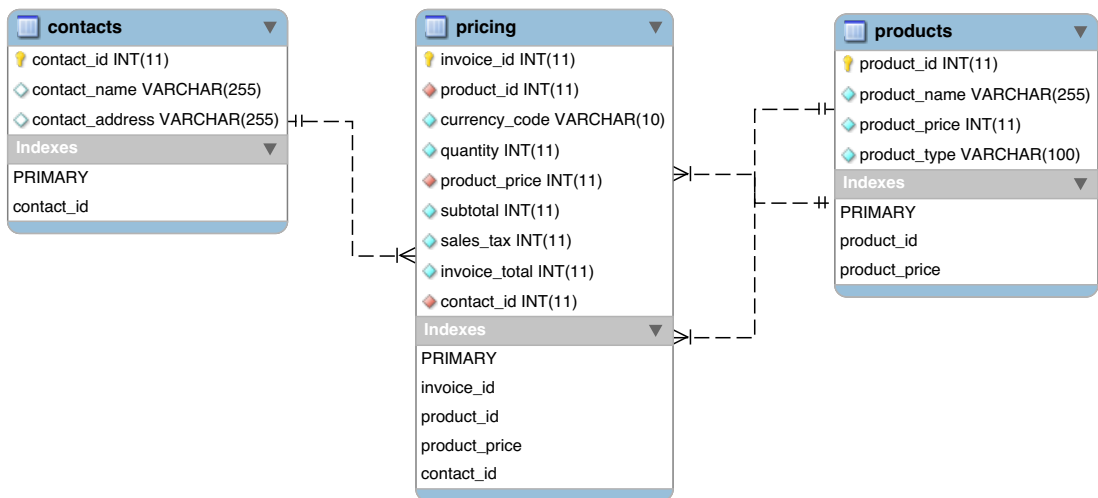 contacts
contact_id INT(11)
contact_name VARCHAR(255)
contact_address VARCHAR(255)
Indexes
PRIMARY
contact_id
pricing
invoice_id INT(11)
product_id INT(11)
currency_code VARCHAR(10)
quantity INT(11)
product_price INT(11)
subtotal INT(11)
sales_tax INT(11)
invoice_total INT(11)
contact_id INT(11)
Indexes
PRIMARY
invoice_id
product_id
product_price
contact_id
products
product_id INT(11)
product_name VARCHAR(255)
product_price INT(11)
product_type VARCHAR(100)
Indexes
PRIMARY
product_id
product_price